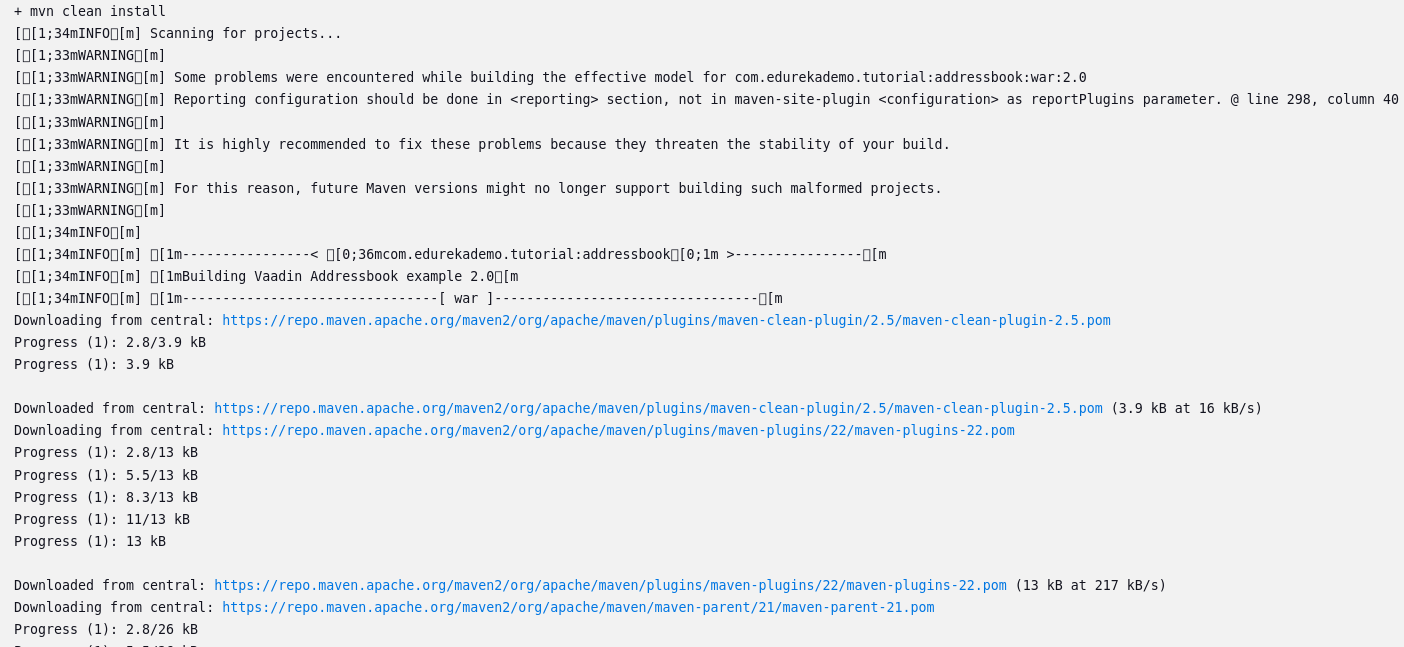 + mvn clean install
[□[1;34mINFO□[m] Scanning for projects...
[□[1;33mWARNING□[m]
[□[1;33mWARNING□[m] Some problems were encountered while building the effective model for com.edurekademo.tutorial:addressbook:war:2.0
[□[1;33mWARNING□[m] Reporting configuration should be done in <reporting> section, not in maven-site-plugin <configuration> as reportPlugins parameter. @ line 298, column 40
[□[1;33mWARNING□[m]
[□[1;33mWARNING□[m] It is highly recommended to fix these problems because they threaten the stability of your build.
[□[1;33mWARNING□[m]
[□[1;33mWARNING□[m] For this reason, future Maven versions might no longer support building such malformed projects.
[□[1;33mWARNING□[m]
[□[1;34mINFO□[m]
[□[1;34mINFO□[m] □[1m----------------< □[0;36mcom.edurekademo.tutorial:addressbook□[0;1m >----------------□[m
[□[1;34mINFO□[m] □[1mBuilding Vaadin Addressbook example 2.0□[m
[□[1;34mINFO□[m] □[1m--------------------------------[ war ]---------------------------------□[m
Downloading from central: https://repo.maven.apache.org/maven2/org/apache/maven/plugins/maven-clean-plugin/2.5/maven-clean-plugin-2.5.pom
Progress (1): 2.8/3.9 kB
Progress (1): 3.9 kB
Downloaded from central: https://repo.maven.apache.org/maven2/org/apache/maven/plugins/maven-clean-plugin/2.5/maven-clean-plugin-2.5.pom (3.9 kB at 16 kB/s)
Downloading from central: https://repo.maven.apache.org/maven2/org/apache/maven/plugins/maven-plugins/22/maven-plugins-22.pom
Progress (1): 2.8/13 kB
Progress (1): 5.5/13 kB
Progress (1): 8.3/13 kB
Progress (1): 11/13 kB
Progress (1): 13 kB
Downloaded from central: https://repo.maven.apache.org/maven2/org/apache/maven/plugins/maven-plugins/22/maven-plugins-22.pom (13 kB at 217 kB/s)
Downloading from central: https://repo.maven.apache.org/maven2/org/apache/maven/maven-parent/21/maven-parent-21.pom
Progress (1): 2.8/26 kB